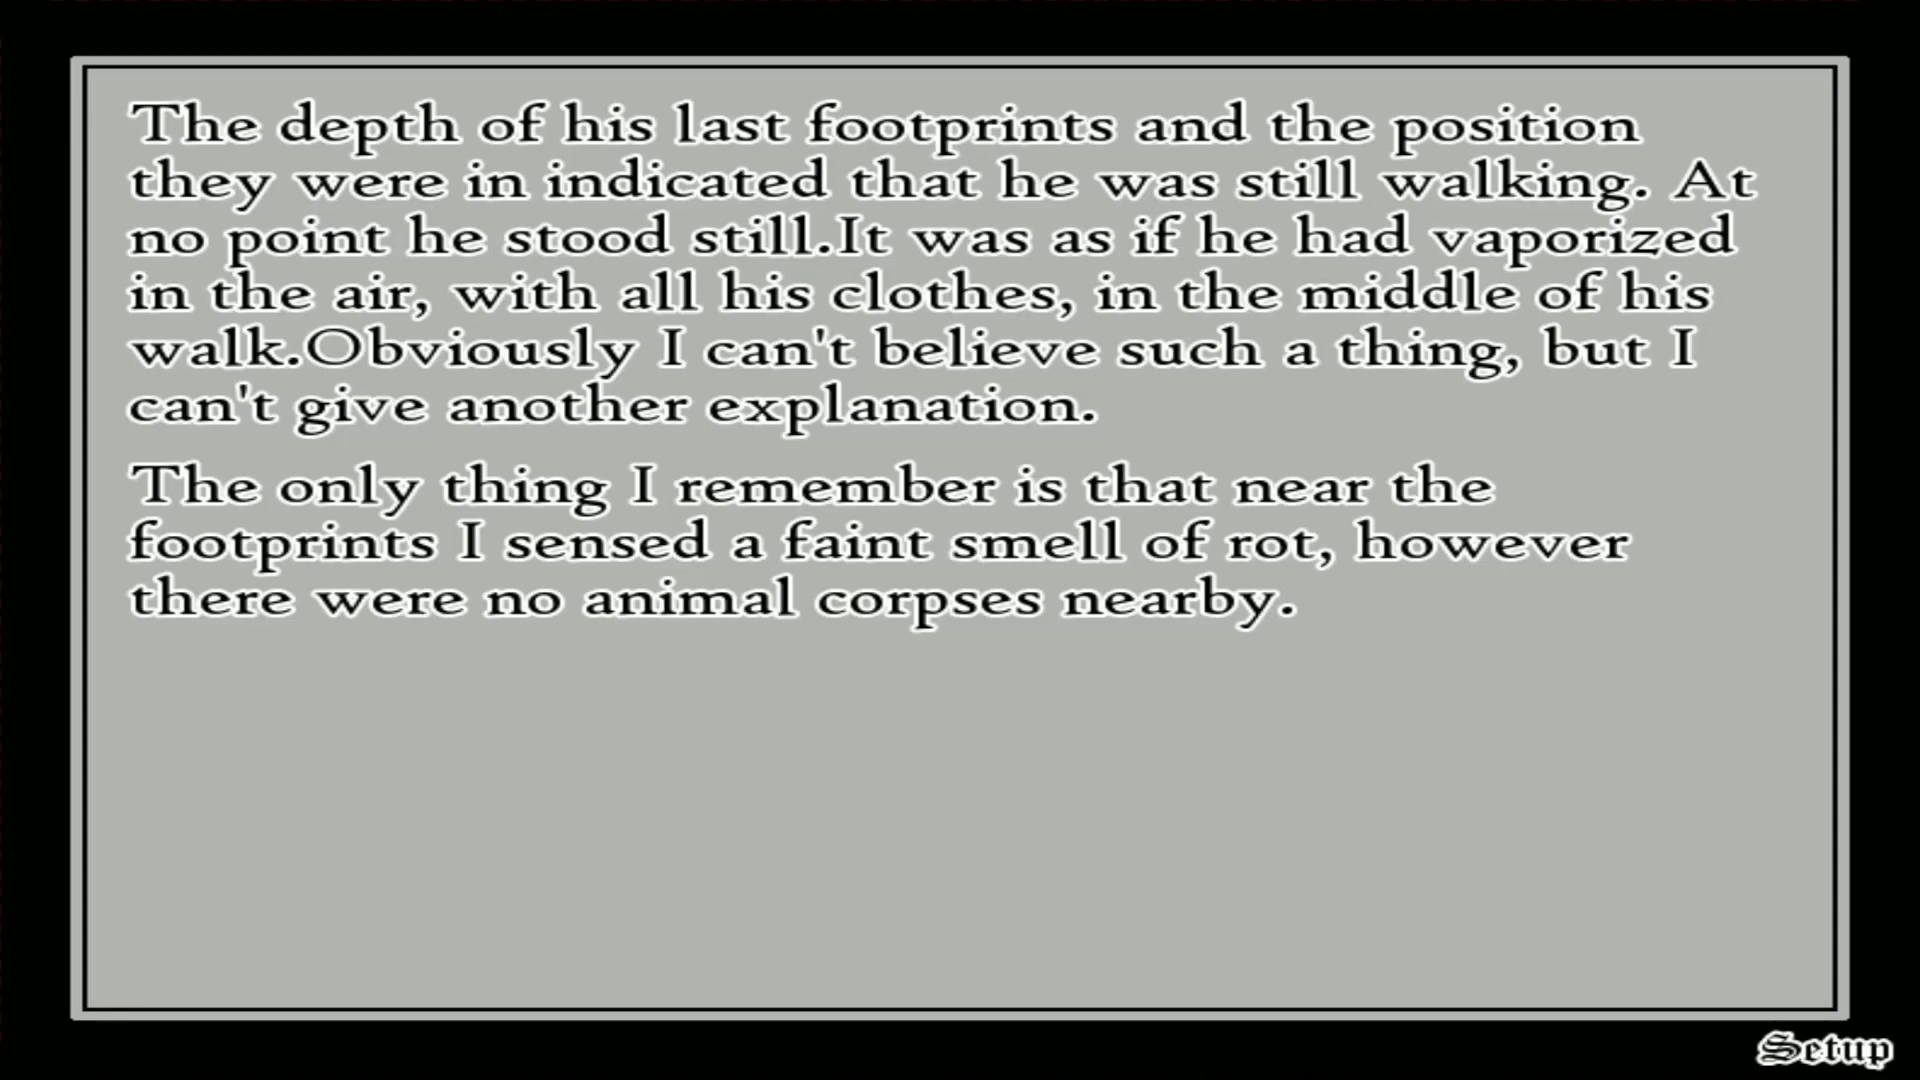 The depth of his last footprints and the position
they were in indicated that he was still walking. At
no point he stood still.It was as if he had vaporized
in the air, with all his clothes, in the middle of his
walk.Obviously I can't believe such a thing, but I
can't give another explanation.
The only thing I remember is that near the
footprints I sensed a faint smell of rot, however
there were no animal corpses nearby.
Setup